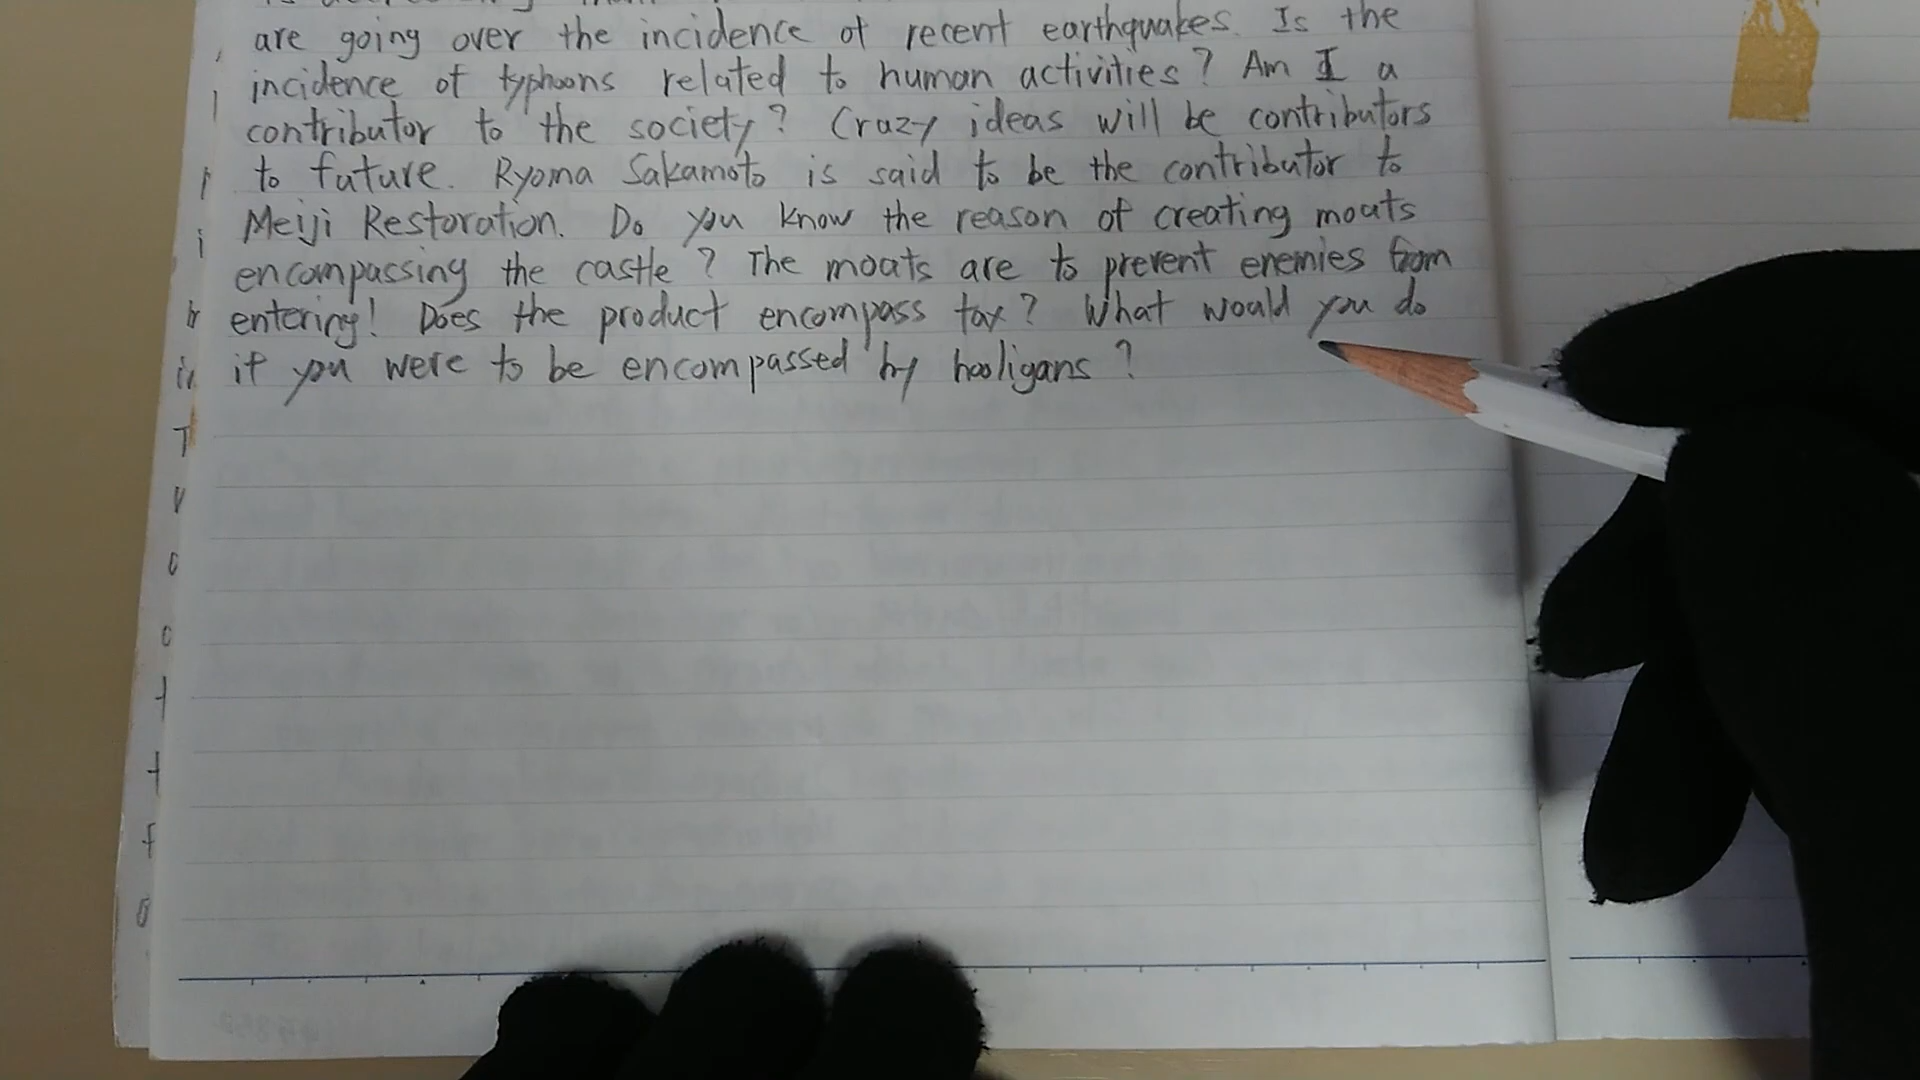 are going over the incidence of recent earthquakes. Is the
incidence of typhoons related to human activities? Am I a
contributor to the society? Crazy ideas will be contributors
to future. Ryoma Sakamoto is said to be the contributor to
Meiji Restoration. Do you know the reason of creating moats
encompassing the castle? The moats are to prevent enemies from
entering! Does the product encompass tax? What would you do
if you were to be encompassed by hooligans?